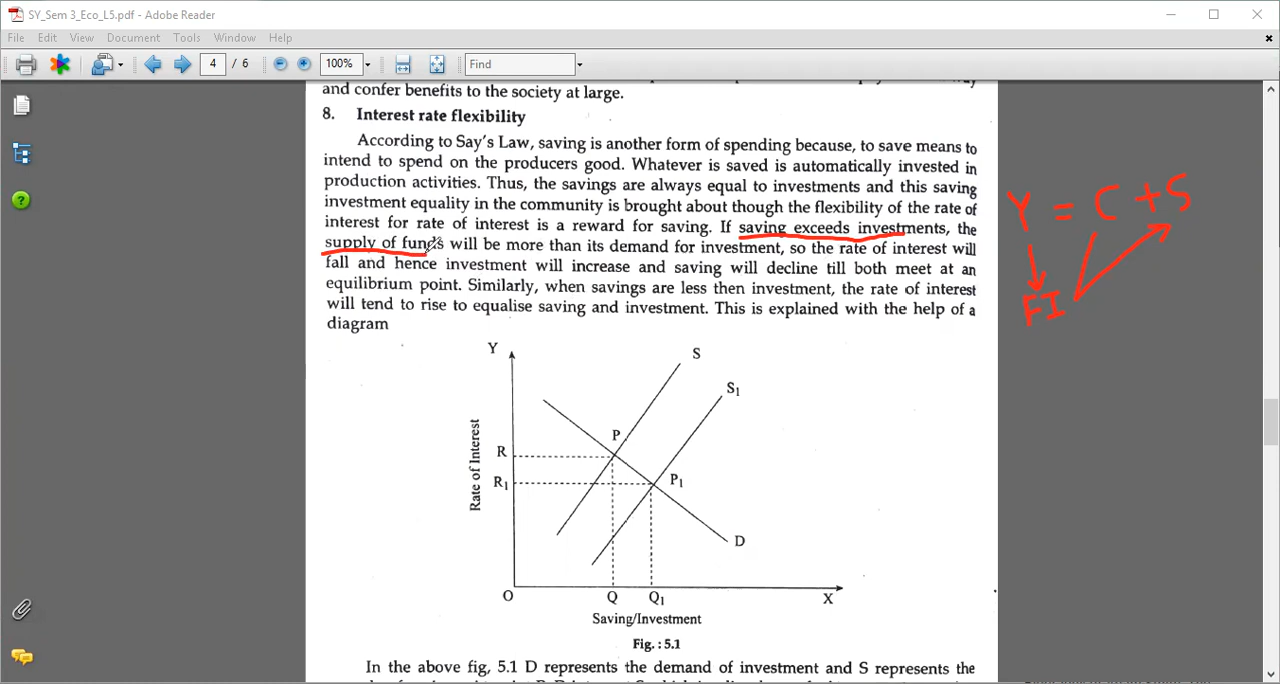 SY_Sem 3_Eco_L5.pdf - Adobe Reader
File Edit View Document Tools Window Help
4 / 6 100% Find
and confer benefits to the society at large.
8. Interest rate flexibility
According to Say's Law, saving is another form of spending because, to save means to
intend to spend on the producers good. Whatever is saved is automatically invested in
production activities. Thus, the savings are always equal to investments and this saving
investment equality in the community is brought about though the flexibility of the rate of
interest for rate of interest is a reward for saving. If saving exceeds investments, the
supply of funds will be more than its demand for investment, so the rate of interest will
fall and hence investment will increase and saving will decline till both meet at an
equilibrium point. Similarly, when savings are less then investment, the rate of interest
will tend to rise to equalise saving and investment. This is explained with the help of a
diagram
Y = C + S
FI
Y
S
S1
P
R
R1
P1
Rate of Interest
D
O Q Q1 X
Saving/Investment
Fig. : 5.1
In the above fig, 5.1 D represents the demand of investment and S represents the